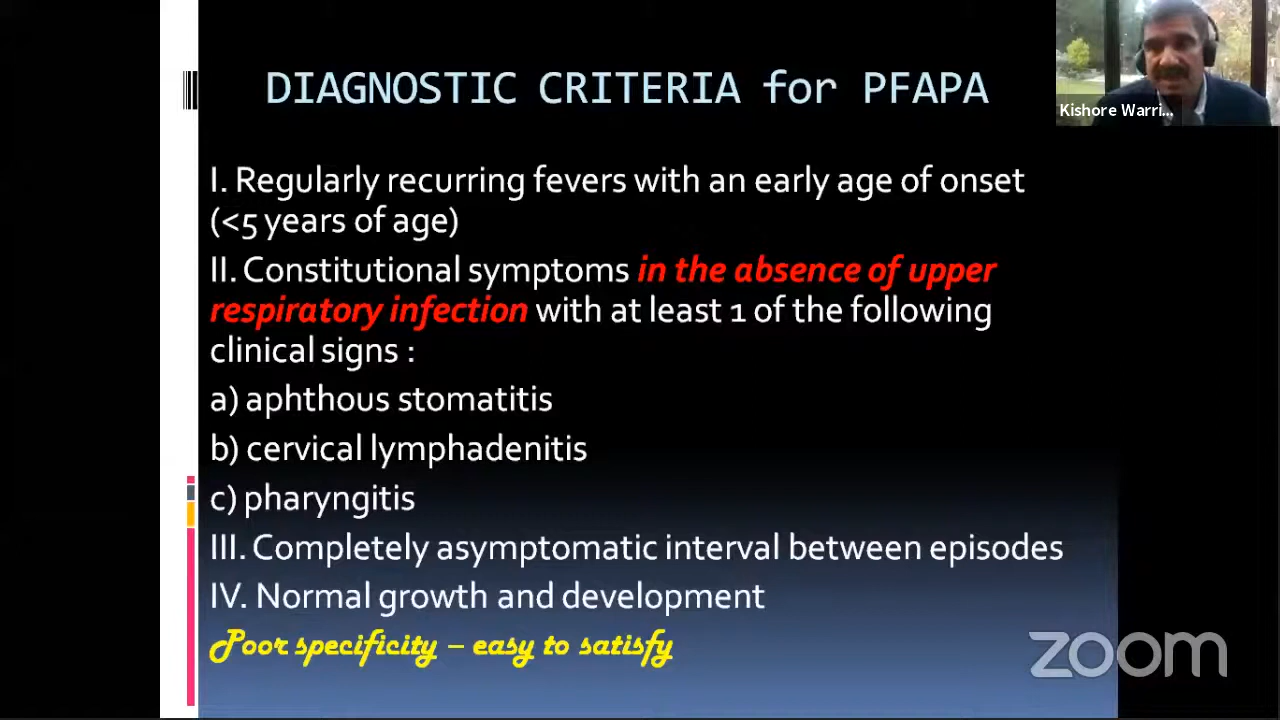 DIAGNOSTIC CRITERIA for PFAPA
Kishore Warri...
I. Regularly recurring fevers with an early age of onset
(<5 years of age)
II. Constitutional symptoms in the absence of upper
respiratory infection with at least 1 of the following
clinical signs :
a) aphthous stomatitis
b) cervical lymphadenitis
c) pharyngitis
III. Completely asymptomatic interval between episodes
IV. Normal growth and development
Poor specificity – easy to satisfy
zoom